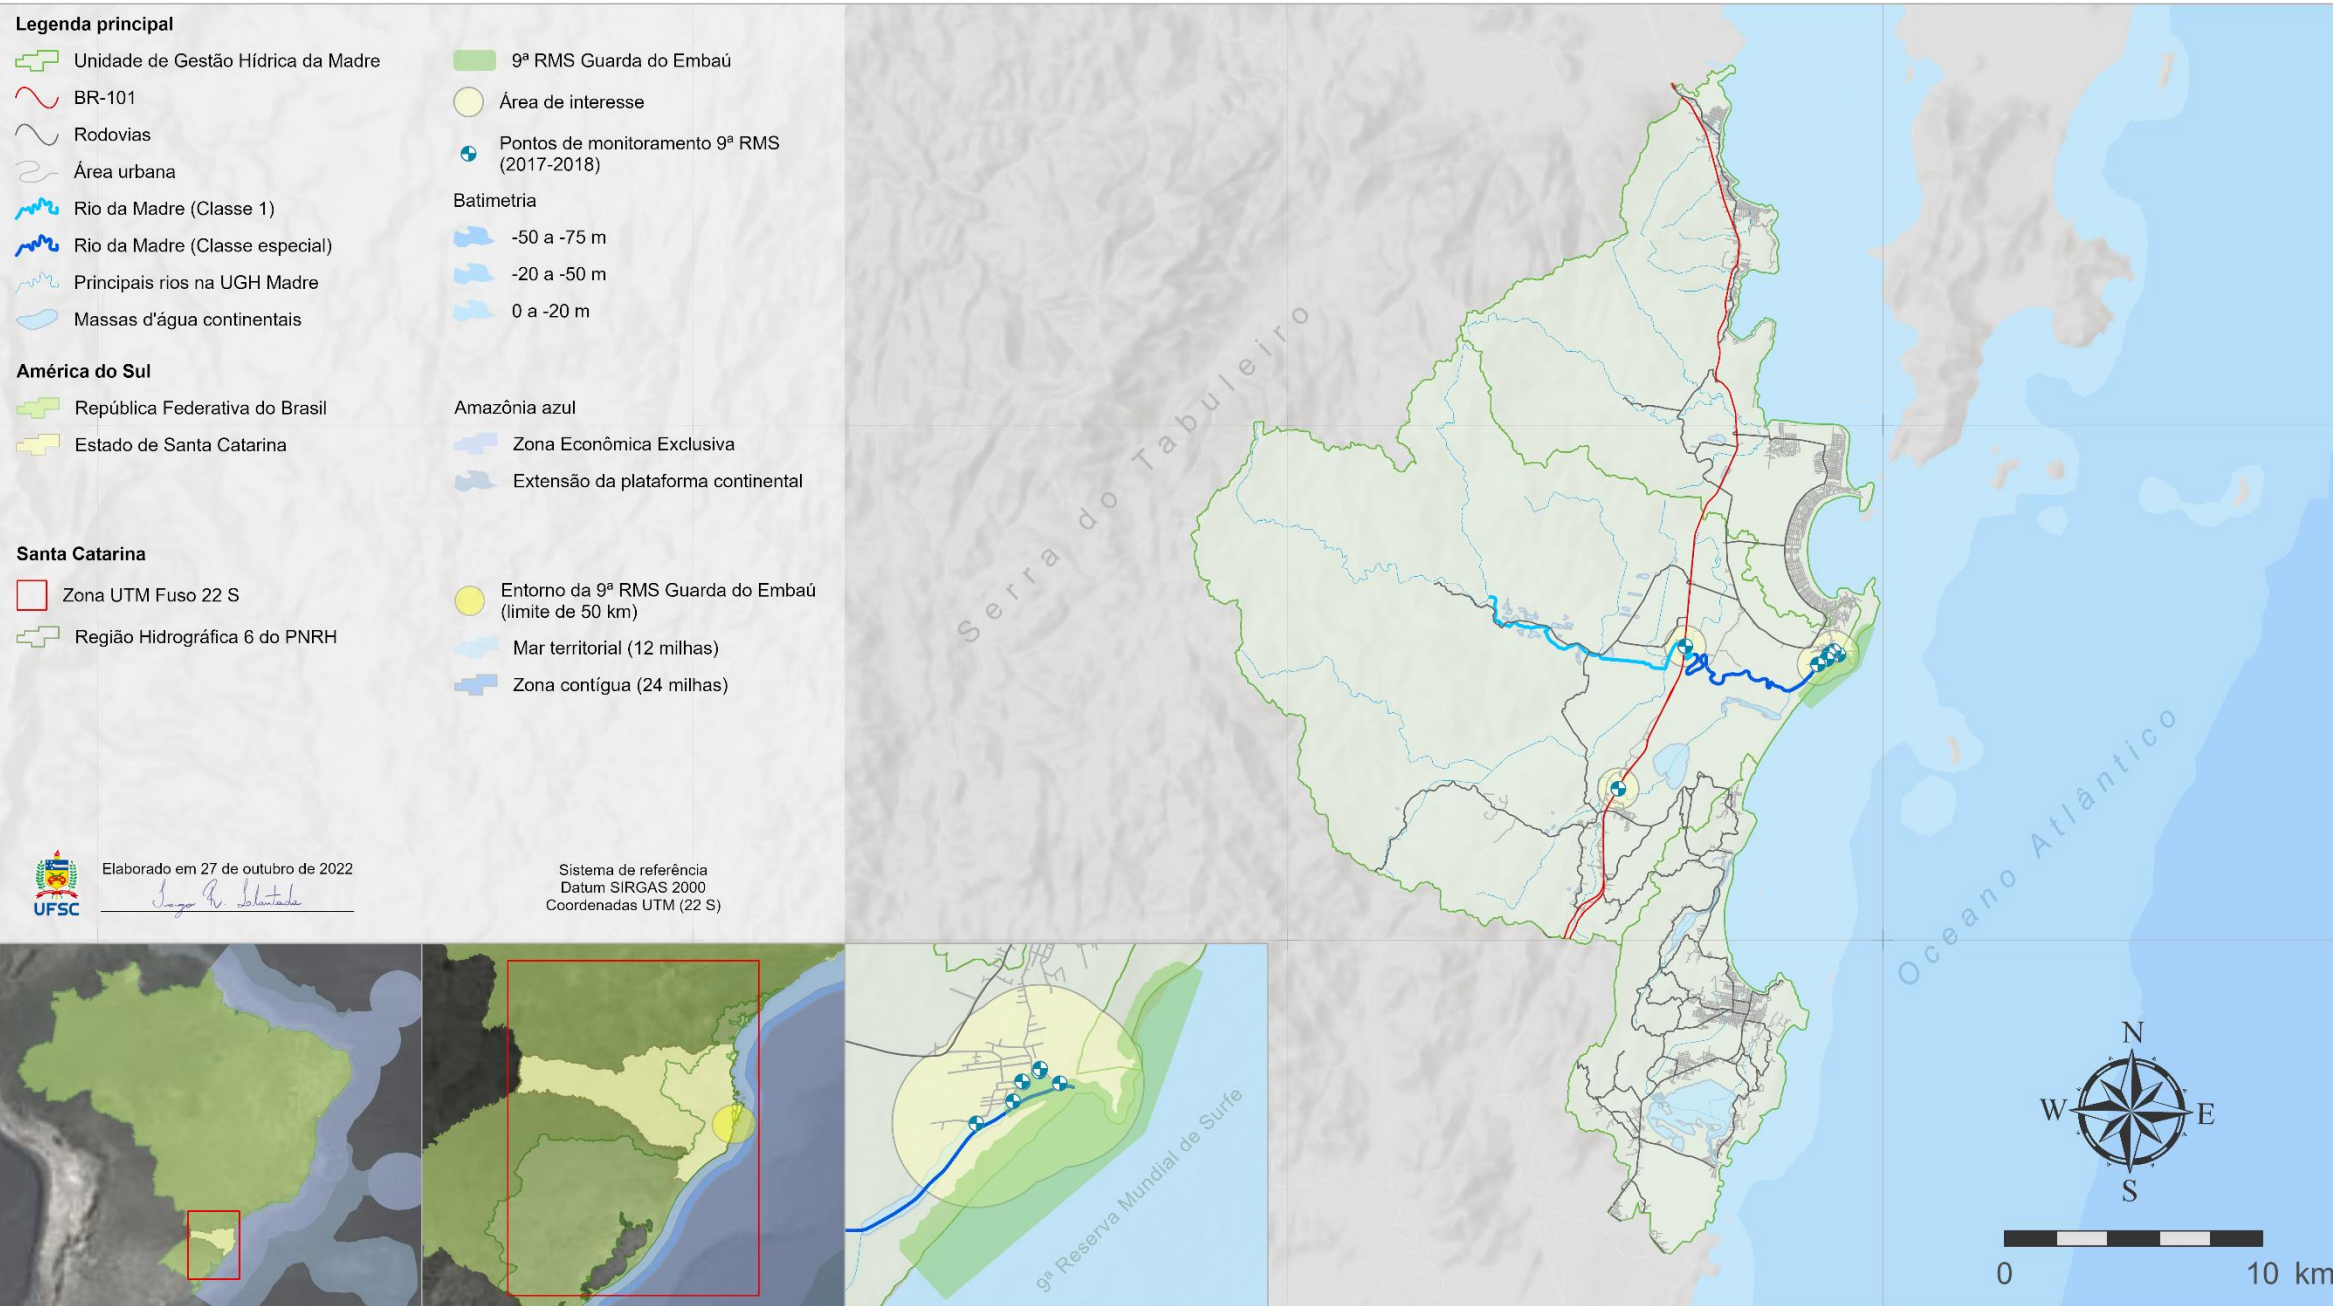 Legenda principal
Unidade de Gestão Hídrica da Madre
BR-101
Rodovias
Área urbana
Rio da Madre (Classe 1)
Rio da Madre (Classe especial)
Principais rios na UGH Madre
Massas d'água continentais
9ª RMS Guarda do Embaú
Área de interesse
Pontos de monitoramento 9ª RMS
(2017-2018)
Batimetria
-50 a -75 m
-20 a -50 m
0 a -20 m
América do Sul
República Federativa do Brasil
Estado de Santa Catarina
Amazônia azul
Zona Econômica Exclusiva
Extensão da plataforma continental
Santa Catarina
Zona UTM Fuso 22 S
Região Hidrográfica 6 do PNRH
Entorno da 9ª RMS Guarda do Embaú
(limite de 50 km)
Mar territorial (12 milhas)
Zona contígua (24 milhas)
UFSC
Elaborado em 27 de outubro de 2022
Sistema de referência
Datum SIRGAS 2000
Coordenadas UTM (22 S)
Serra do Tabuleiro
Oceano Atlântico
9ª Reserva Mundial de Surfe
N
W
E
S
0
10 km